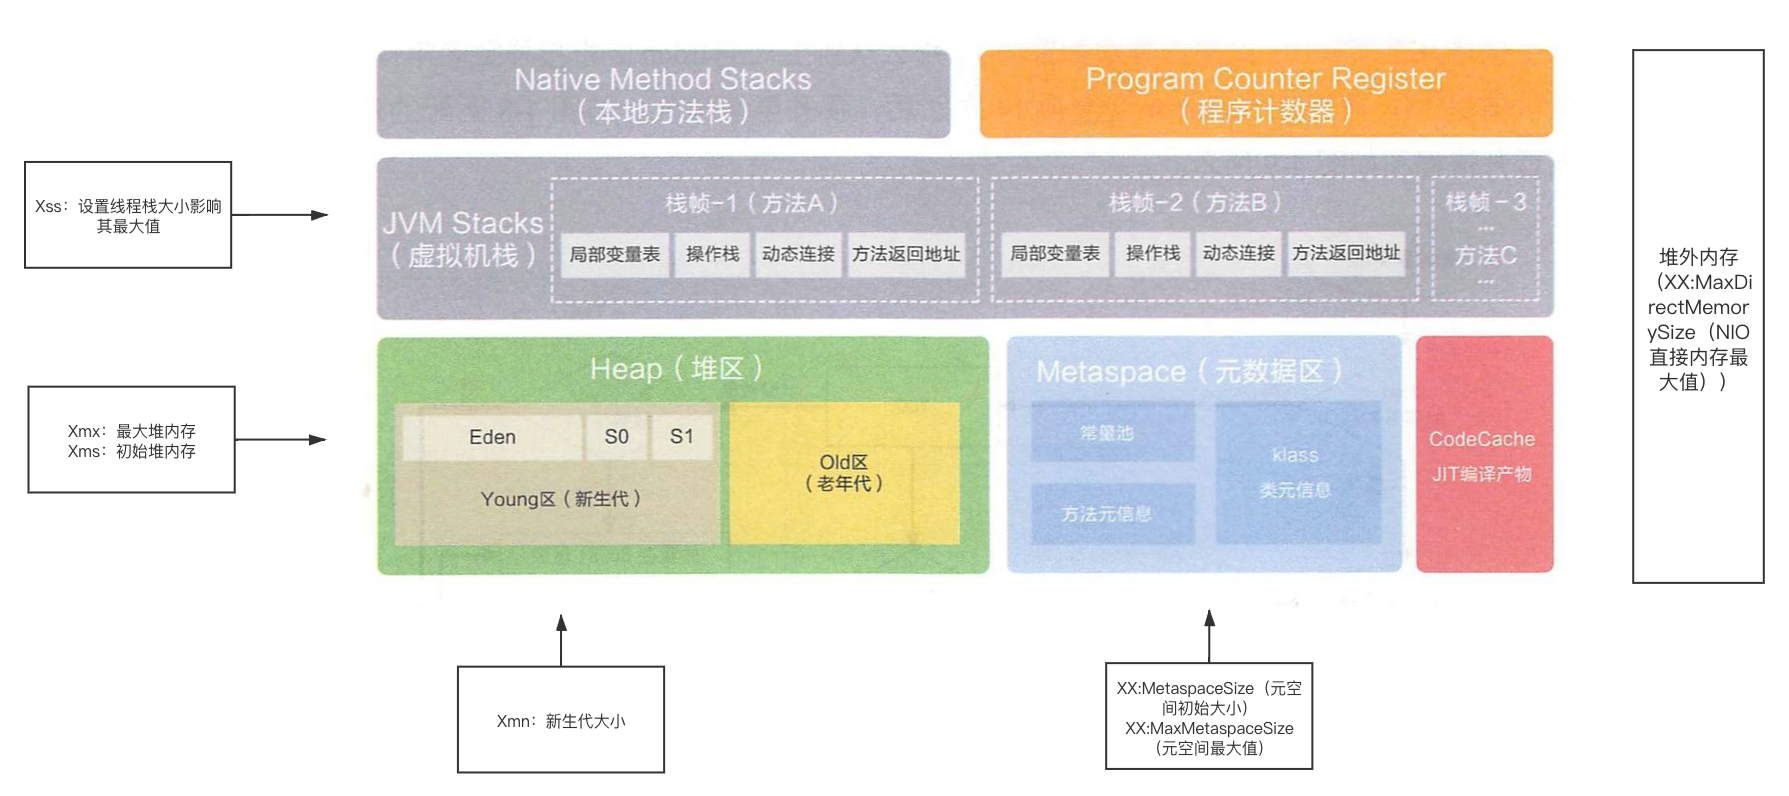 Native Method Stacks
（本地方法栈）
Program Counter Register
（程序计数器）
Xss：设置线程栈大小影响
其最大值
JVM Stacks
（虚拟机栈）
栈帧-1（方法A）
局部变量表
操作栈
动态连接
方法返回地址
栈帧-2（方法B）
局部变量表
操作栈
动态连接
方法返回地址
栈帧-3
...
方法C
...
堆外内存
（XX:MaxDi
rectMemor
ySize（NIO
直接内存最
大值））
Xmx：最大堆内存
Xms：初始堆内存
Heap（堆区）
Eden
S0
S1
Young区（新生代）
Old区
（老年代）
Metaspace（元数据区）
常量池
方法元信息
klass
类元信息
CodeCache
JIT编译产物
Xmn：新生代大小
XX:MetaspaceSize（元空
间初始大小）
XX:MaxMetaspaceSize
（元空间最大值）